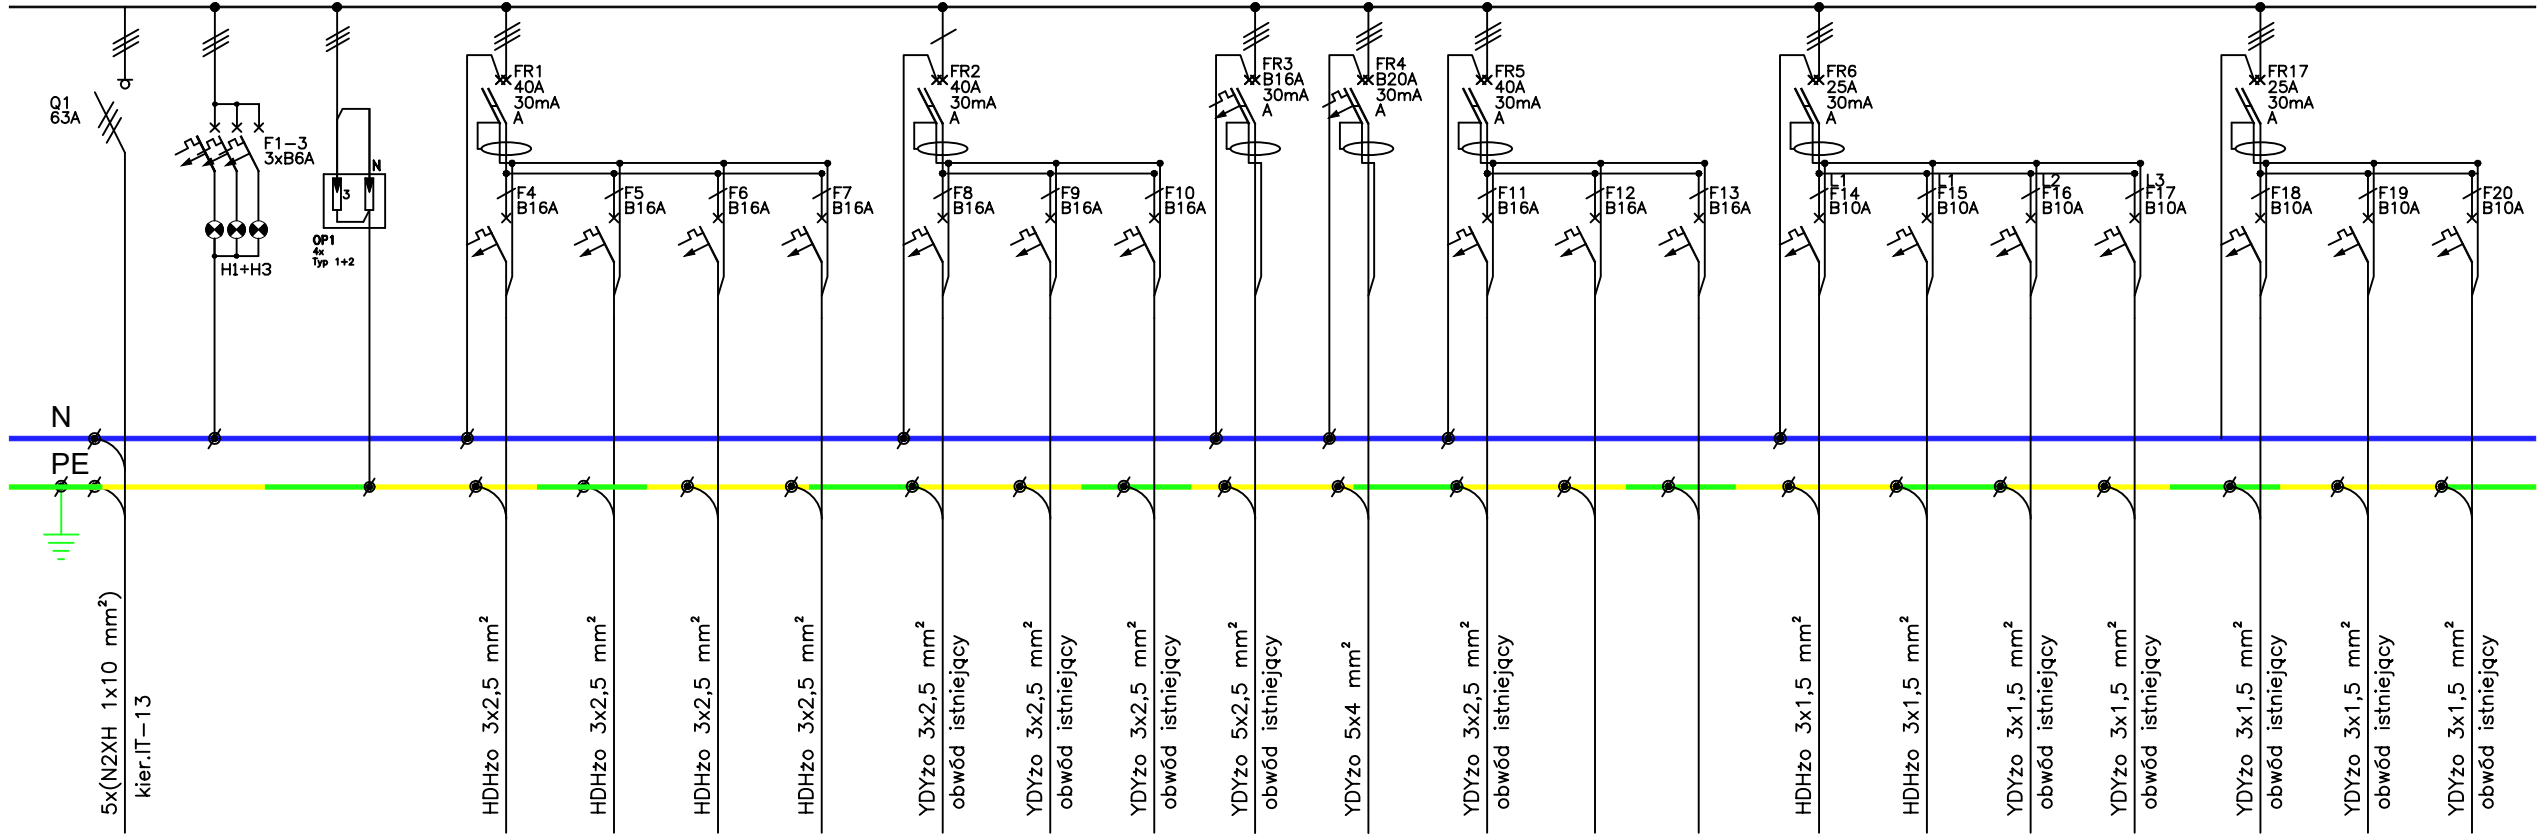 Q1
63A
F1-3
3xB6A
H1÷H3
N
3
OP1
4x
Typ 1+2
FR1
40A
30mA
A
F4
B16A
F5
B16A
F6
B16A
F7
B16A
FR2
40A
30mA
A
F8
B16A
F9
B16A
F10
B16A
FR3
B16A
30mA
A
FR4
B20A
30mA
A
FR5
40A
30mA
A
F11
B16A
F12
B16A
F13
B16A
FR6
25A
30mA
A
L1
F14
B10A
L1
F15
B10A
L2
F16
B10A
L3
F17
B10A
FR17
25A
30mA
A
F18
B10A
F19
B10A
F20
B10A
N
PE
5x(N2XH 1x10 mm²)
kier.IT-13
HDHżo 3x2,5 mm²
HDHżo 3x2,5 mm²
HDHżo 3x2,5 mm²
HDHżo 3x2,5 mm²
YDYżo 3x2,5 mm²
obwód istniejący
YDYżo 3x2,5 mm²
obwód istniejący
YDYżo 3x2,5 mm²
obwód istniejący
YDYżo 5x2,5 mm²
obwód istniejący
YDYżo 5x4 mm²
YDYżo 3x2,5 mm²
obwód istniejący
HDHżo 3x1,5 mm²
HDHżo 3x1,5 mm²
YDYżo 3x1,5 mm²
obwód istniejący
YDYżo 3x1,5 mm²
obwód istniejący
YDYżo 3x1,5 mm²
obwód istniejący
YDYżo 3x1,5 mm²
obwód istniejący
YDYżo 3x1,5 mm²
obwód istniejący